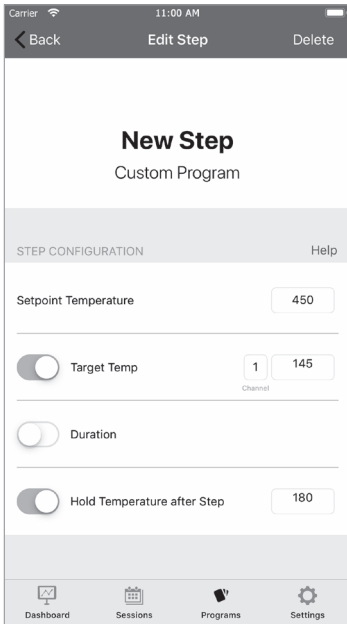 Carrier 11:00 AM
Back Edit Step Delete
New Step
Custom Program
STEP CONFIGURATION Help
Setpoint Temperature 450
Target Temp 1 145
Channel
Duration
Hold Temperature after Step 180
Dashboard Sessions Programs Settings